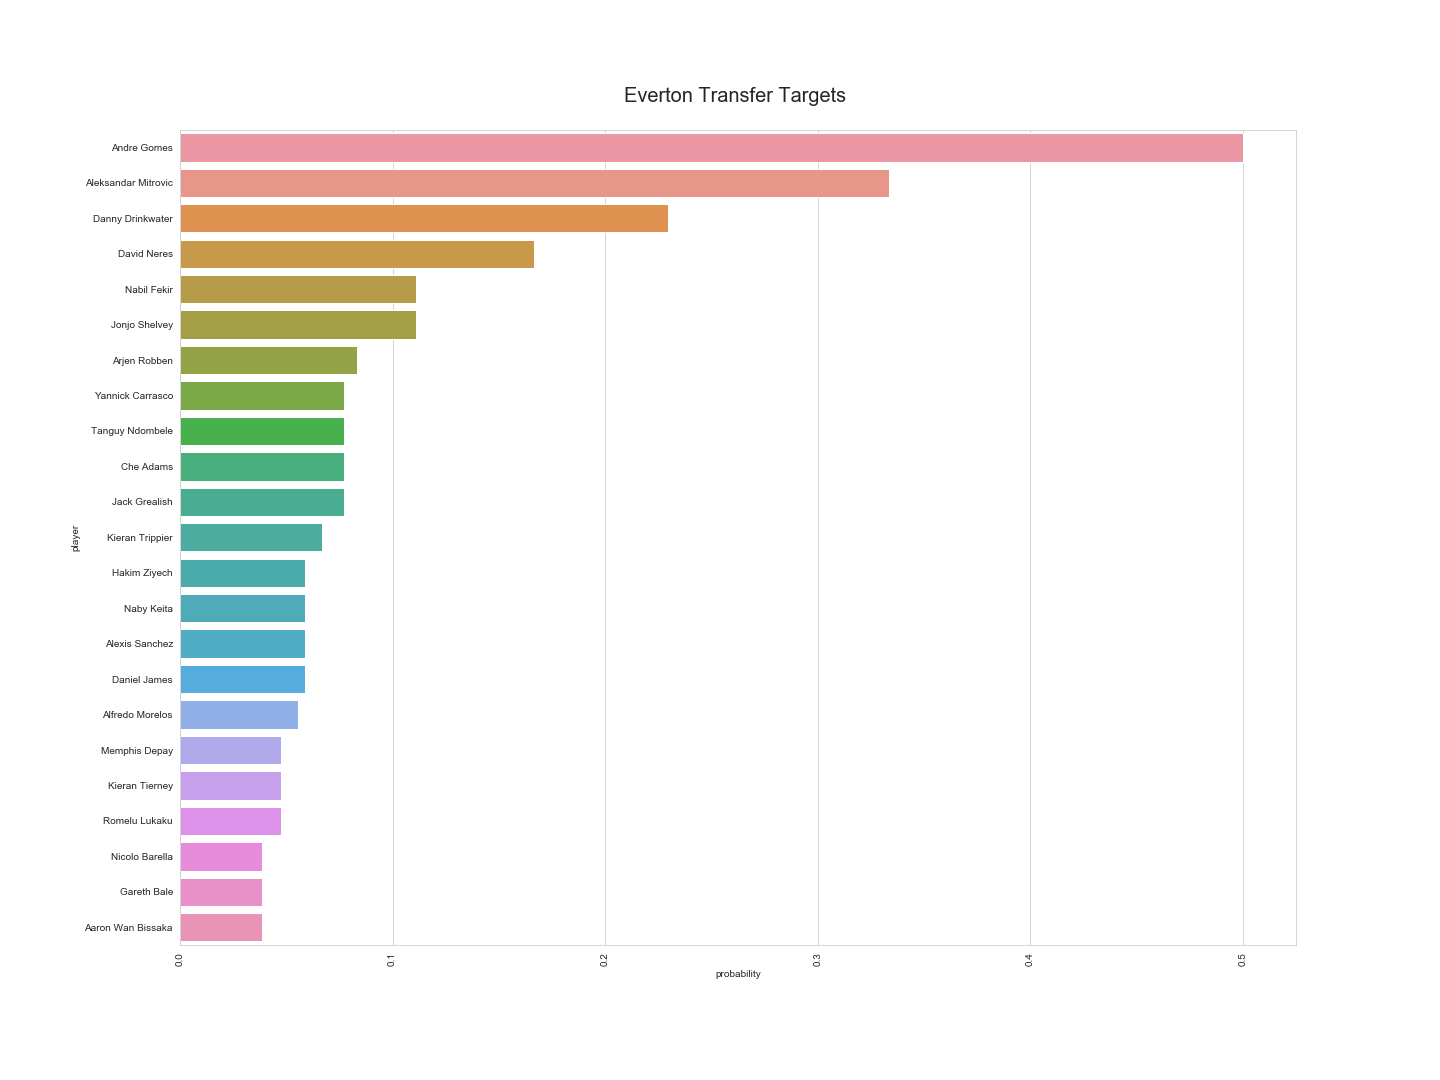 Everton Transfer Targets
Andre Gomes
Aleksandar Mitrovic
Danny Drinkwater
David Neres
Nabil Fekir
Jonjo Shelvey
Arjen Robben
Yannick Carrasco
Tanguy Ndombele
Che Adams
Jack Grealish
Kieran Trippier
Hakim Ziyech
Naby Keita
Alexis Sanchez
Daniel James
Alfredo Morelos
Memphis Depay
Kieran Tierney
Romelu Lukaku
Nicolo Barella
Gareth Bale
Aaron Wan Bissaka
player
0.0 0.1 0.2 0.3 0.4 0.5
probability